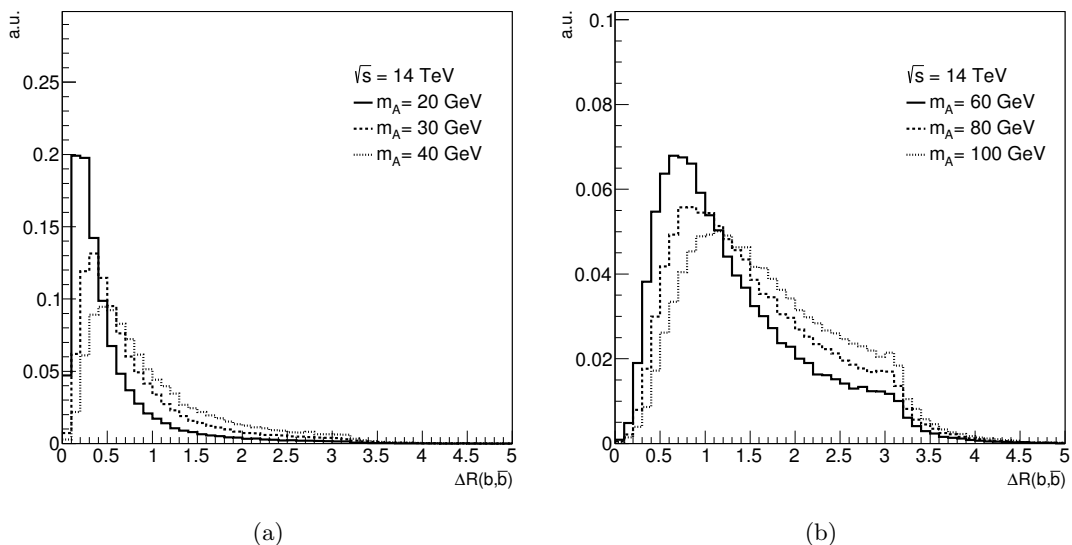 a.u.
0.25
0.2
0.15
0.1
0.05
0
√s = 14 TeV
m_A= 20 GeV
m_A= 30 GeV
m_A= 40 GeV
0 0.5 1 1.5 2 2.5 3 3.5 4 4.5 5
ΔR(b,b̅)
(a)
a.u.
0.1
0.08
0.06
0.04
0.02
0
√s = 14 TeV
m_A= 60 GeV
m_A= 80 GeV
m_A= 100 GeV
0 0.5 1 1.5 2 2.5 3 3.5 4 4.5 5
ΔR(b,b̅)
(b)